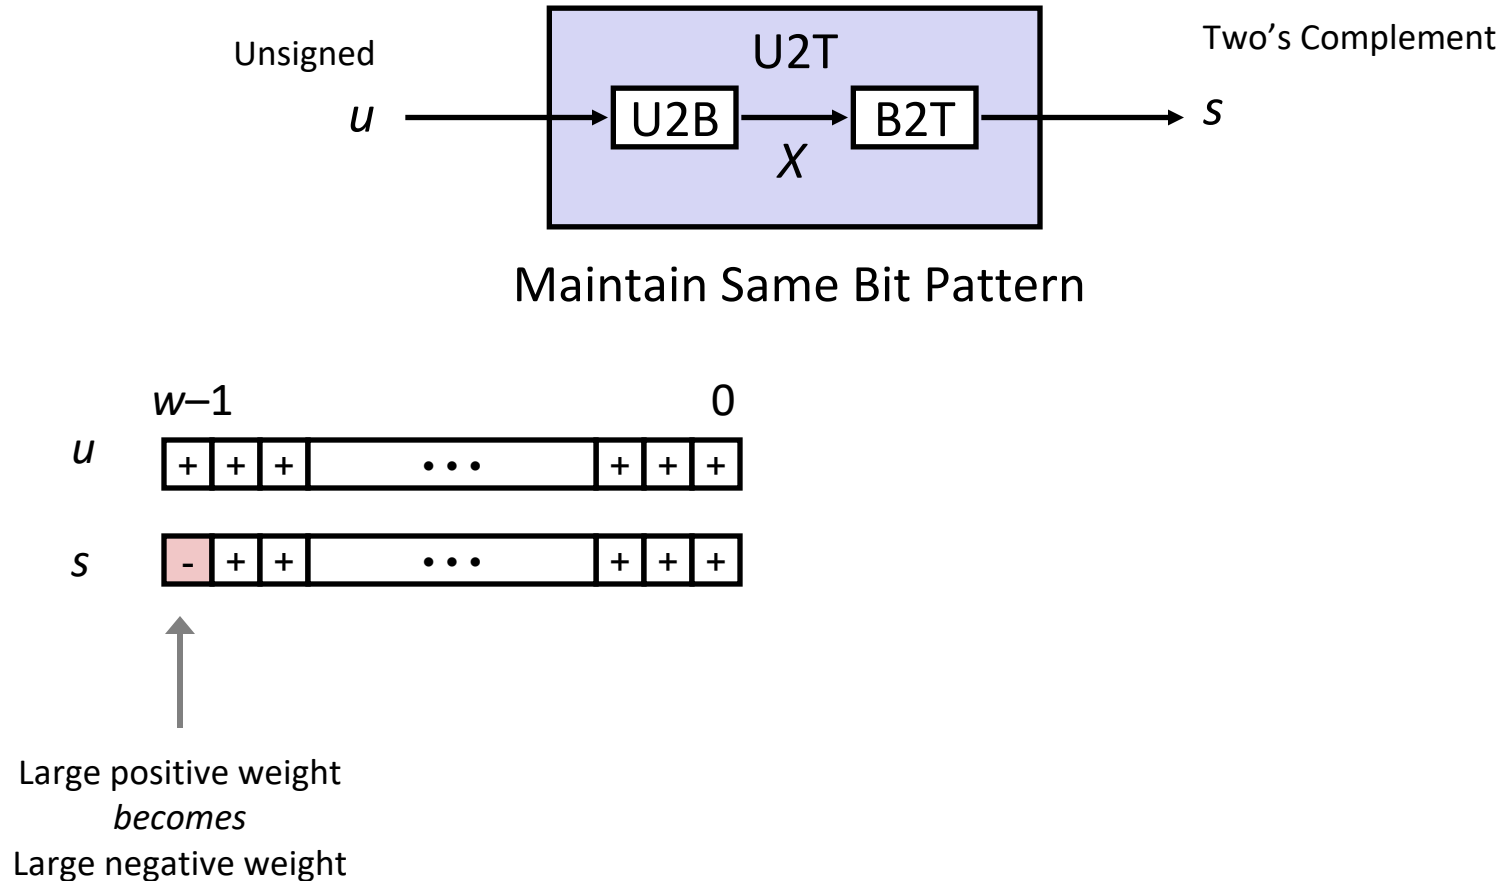 Unsigned
U2T
Two’s Complement
u
U2B
X
B2T
s
Maintain Same Bit Pattern
w–1
0
u
+ + + • • • + + +
s
- + + • • • + + +
Large positive weight
becomes
Large negative weight